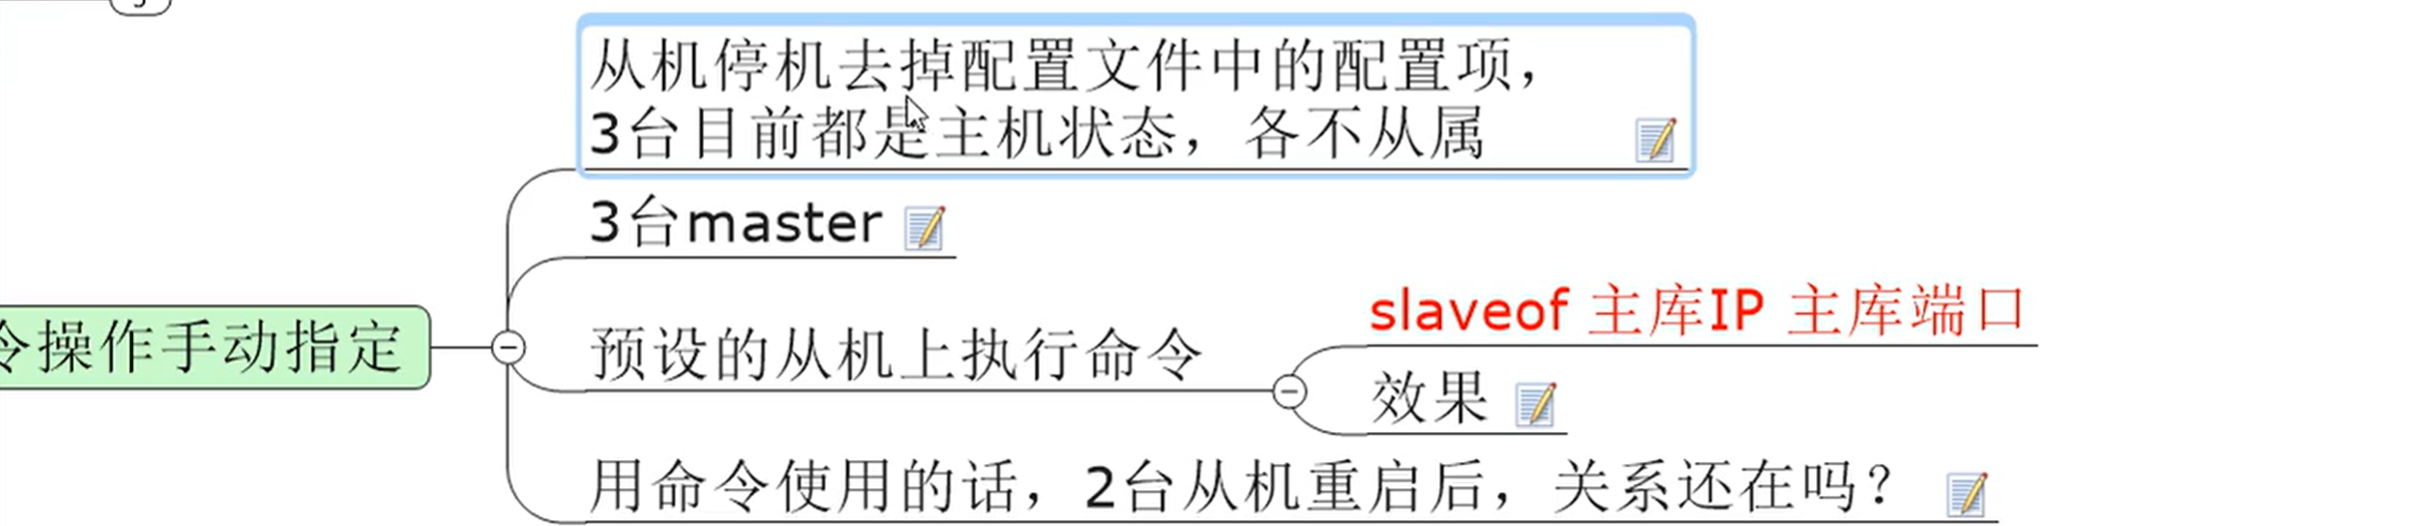 从机停机去掉配置文件中的配置项，
3台目前都是主机状态，各不从属
3台master
令操作手动指定
预设的从机上执行命令
slaveof 主库IP 主库端口
效果
用命令使用的话，2台从机重启后，关系还在吗？